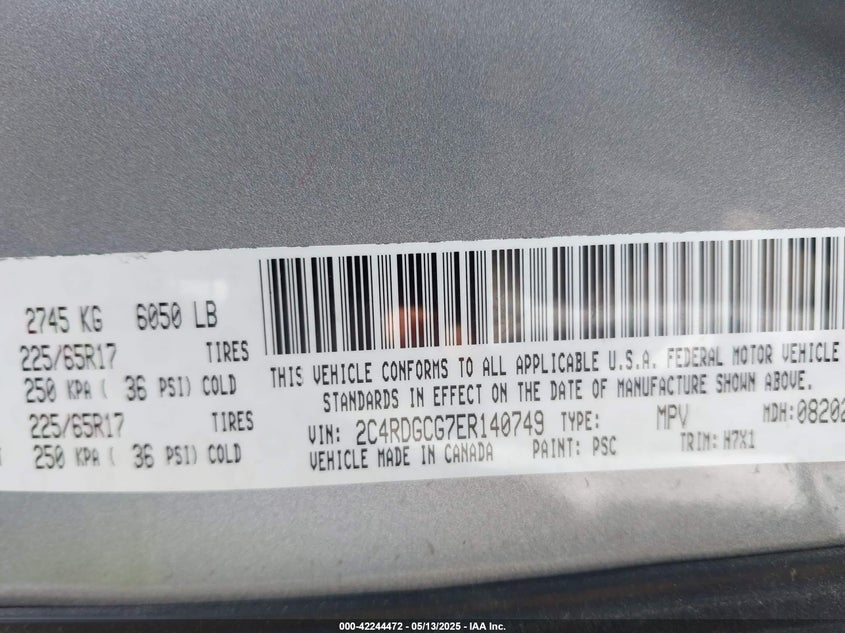 2745 KG 6050 LB
225/65R17 TIRES
250 KPA ( 36 PSI) COLD
225/65R17 TIRES
250 KPA ( 36 PSI) COLD
THIS VEHICLE CONFORMS TO ALL APPLICABLE U.S.A. FEDERAL MOTOR VEHICLE
STANDARDS IN EFFECT ON THE DATE OF MANUFACTURE SHOWN ABOVE.
VIN: 2C4RDGCG7ER140749 TYPE: MPV MDH:08202
VEHICLE MADE IN CANADA PAINT: PSC TRIM: H7X1
000-42244472 — 05/13/2025 — IAA Inc.